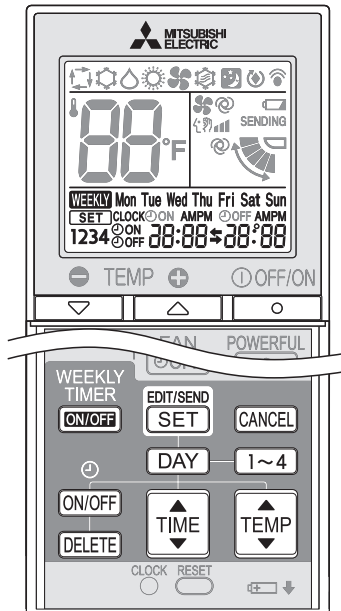 MITSUBISHI
ELECTRIC
88°F
SENDING
WEEKLY Mon Tue Wed Thu Fri Sat Sun
SET CLOCK ON AMPM OFF AMPM
1234 ON OFF 88:88 88:88
TEMP OFF/ON
POWERFUL
WEEKLY
TIMER
ON/OFF
EDIT/SEND
SET
CANCEL
DAY
1~4
ON/OFF
TIME
TEMP
DELETE
CLOCK RESET